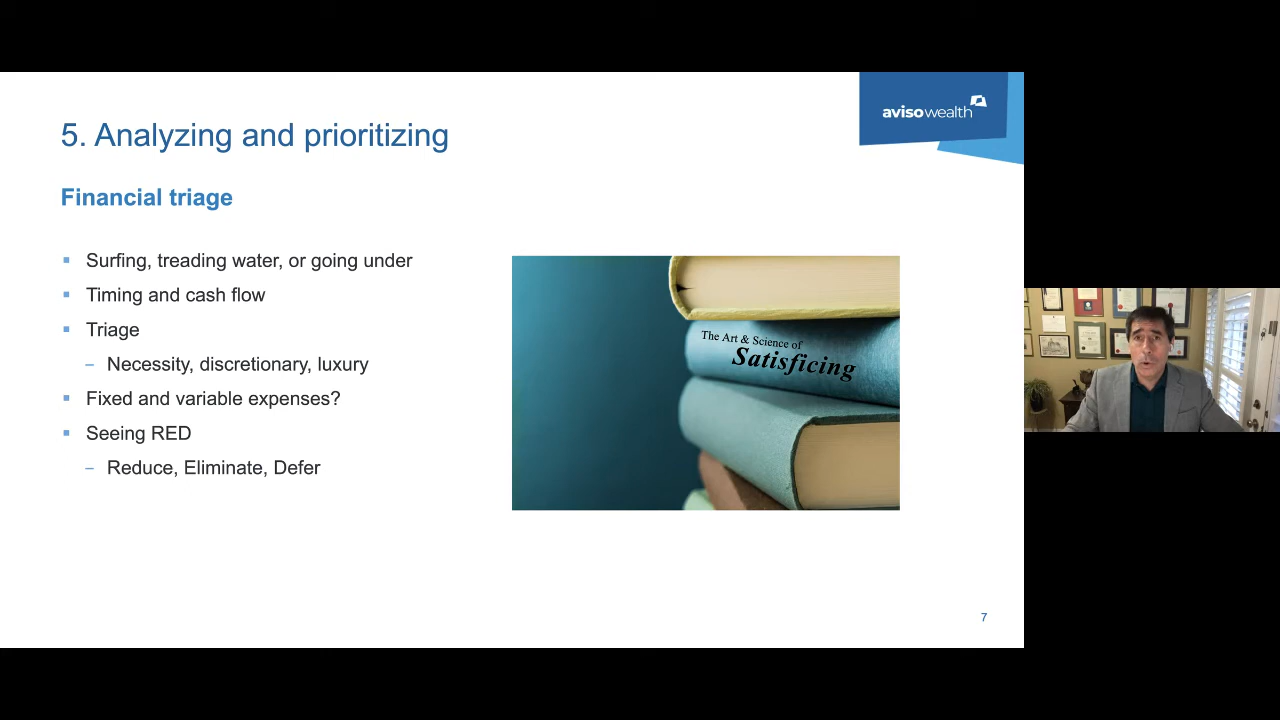 avisowealth
5. Analyzing and prioritizing
Financial triage
Surfing, treading water, or going under
Timing and cash flow
Triage
– Necessity, discretionary, luxury
Fixed and variable expenses?
Seeing RED
– Reduce, Eliminate, Defer
The Art & Science of
Satisficing
7